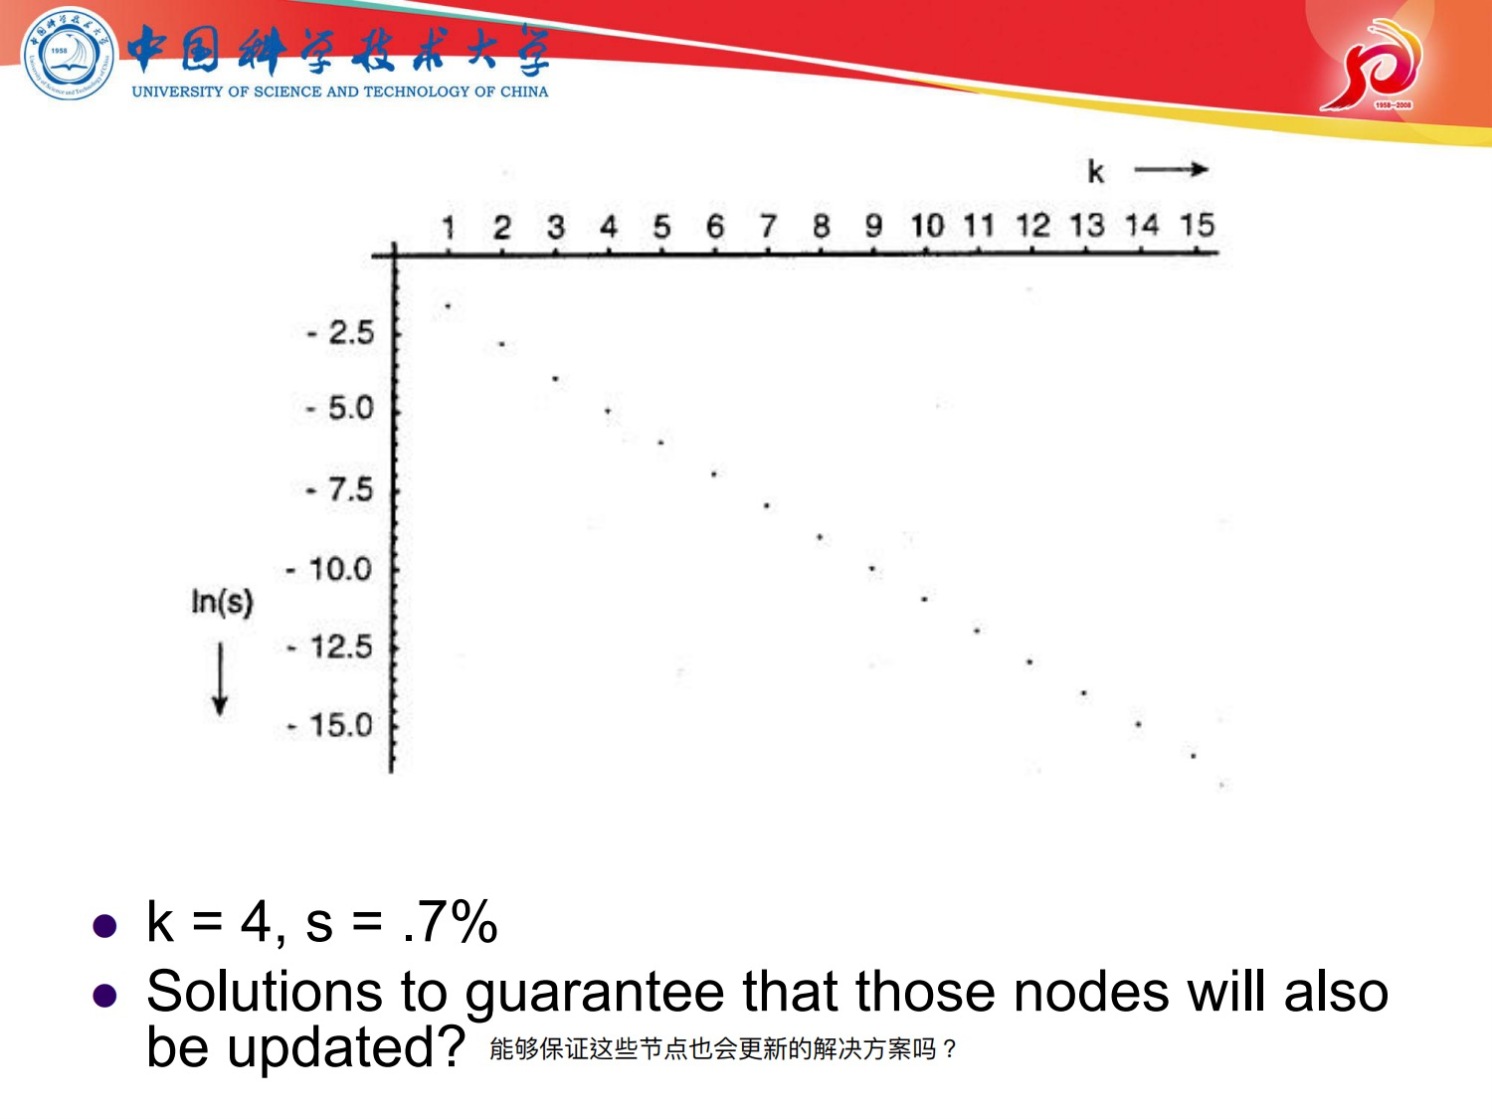 中国科学技术大学
UNIVERSITY OF SCIENCE AND TECHNOLOGY OF CHINA
1958
1958-2008
k
1 2 3 4 5 6 7 8 9 10 11 12 13 14 15
- 2.5
- 5.0
- 7.5
- 10.0
ln(s)
- 12.5
- 15.0
k = 4, s = .7%
Solutions to guarantee that those nodes will also
be updated? 能够保证这些节点也会更新的解决方案吗？